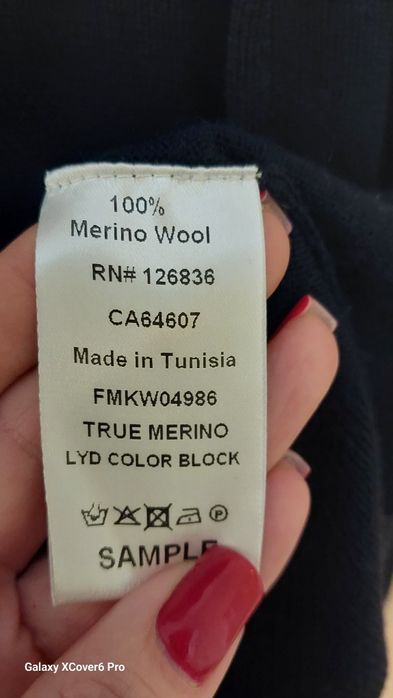 100%
Merino Wool
RN# 126836
CA64607
Made in Tunisia
FMKW04986
TRUE MERINO
LYD COLOR BLOCK
P
SAMPLE
Galaxy XCover6 Pro